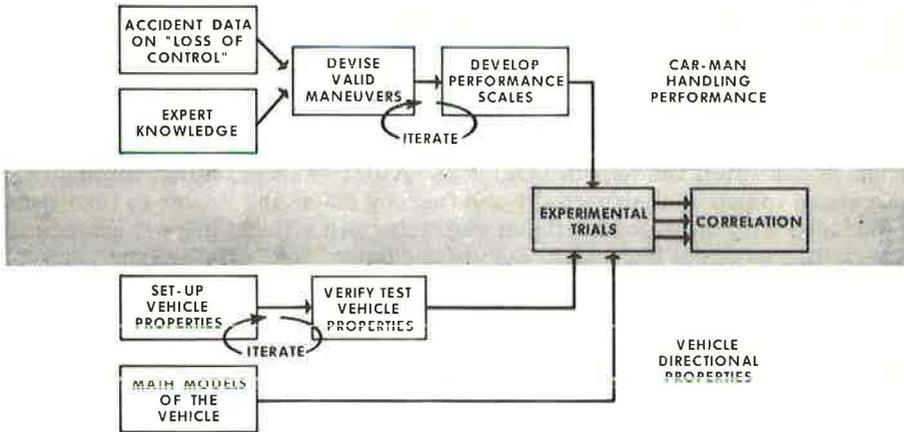 ACCIDENT DATA
ON "LOSS OF
CONTROL"
EXPERT
KNOWLEDGE
DEVISE
VALID
MANEUVERS
ITERATE
DEVELOP
PERFORMANCE
SCALES
CAR-MAN
HANDLING
PERFORMANCE
EXPERIMENTAL
TRIALS
CORRELATION
SET-UP
VEHICLE
PROPERTIES
ITERATE
VERIFY TEST
VEHICLE
PROPERTIES
MATH MODELS
OF THE
VEHICLE
VEHICLE
DIRECTIONAL
PROPERTIES